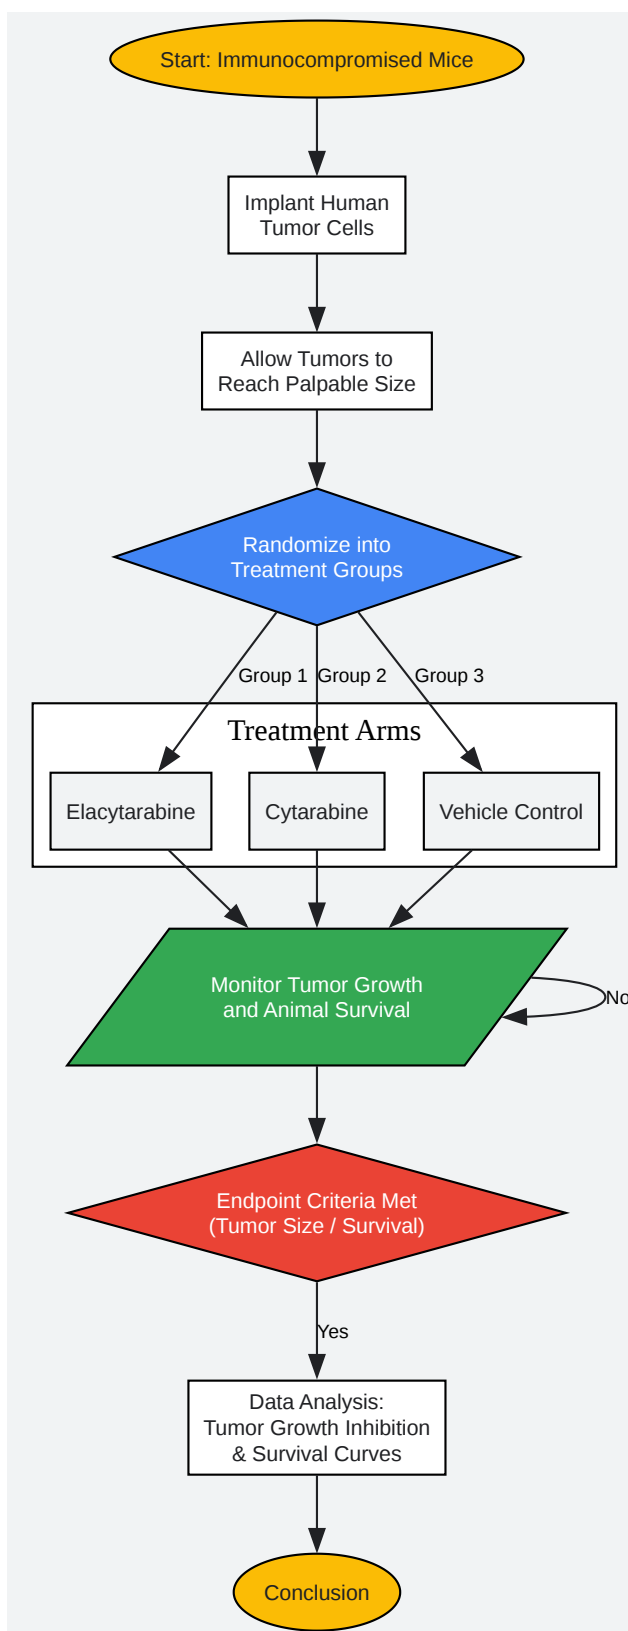 Start: Immunocompromised Mice
Implant Human
Tumor Cells
Allow Tumors to
Reach Palpable Size
Randomize into
Treatment Groups
Group 1
Group 2
Group 3
Treatment Arms
Elacytarabine
Cytarabine
Vehicle Control
Monitor Tumor Growth
and Animal Survival
No
Endpoint Criteria Met
(Tumor Size / Survival)
Yes
Data Analysis:
Tumor Growth Inhibition
& Survival Curves
Conclusion